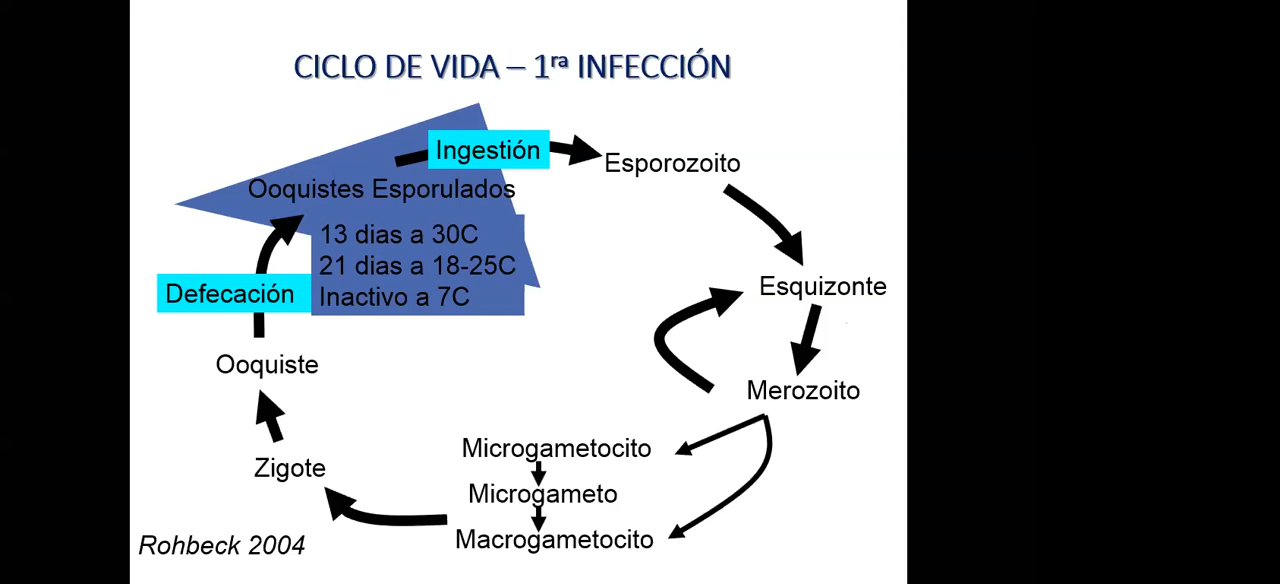 CICLO DE VIDA – 1ra INFECCIÓN
Ingestión
Esporozoito
Ooquistes Esporulados
13 dias a 30C
21 dias a 18-25C
Inactivo a 7C
Defecación
Esquizonte
Ooquiste
Merozoito
Microgametocito
Zigote
Microgameto
Macrogametocito
Rohbeck 2004